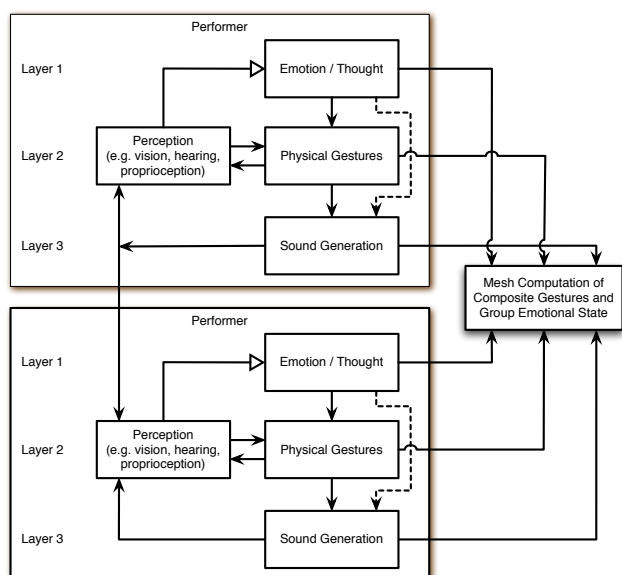 Performer
Layer 1
Emotion / Thought
Layer 2
Perception
(e.g. vision, hearing,
proprioception)
Physical Gestures
Layer 3
Sound Generation
Mesh Computation of
Composite Gestures and
Group Emotional State
Performer
Layer 1
Emotion / Thought
Layer 2
Perception
(e.g. vision, hearing,
proprioception)
Physical Gestures
Layer 3
Sound Generation